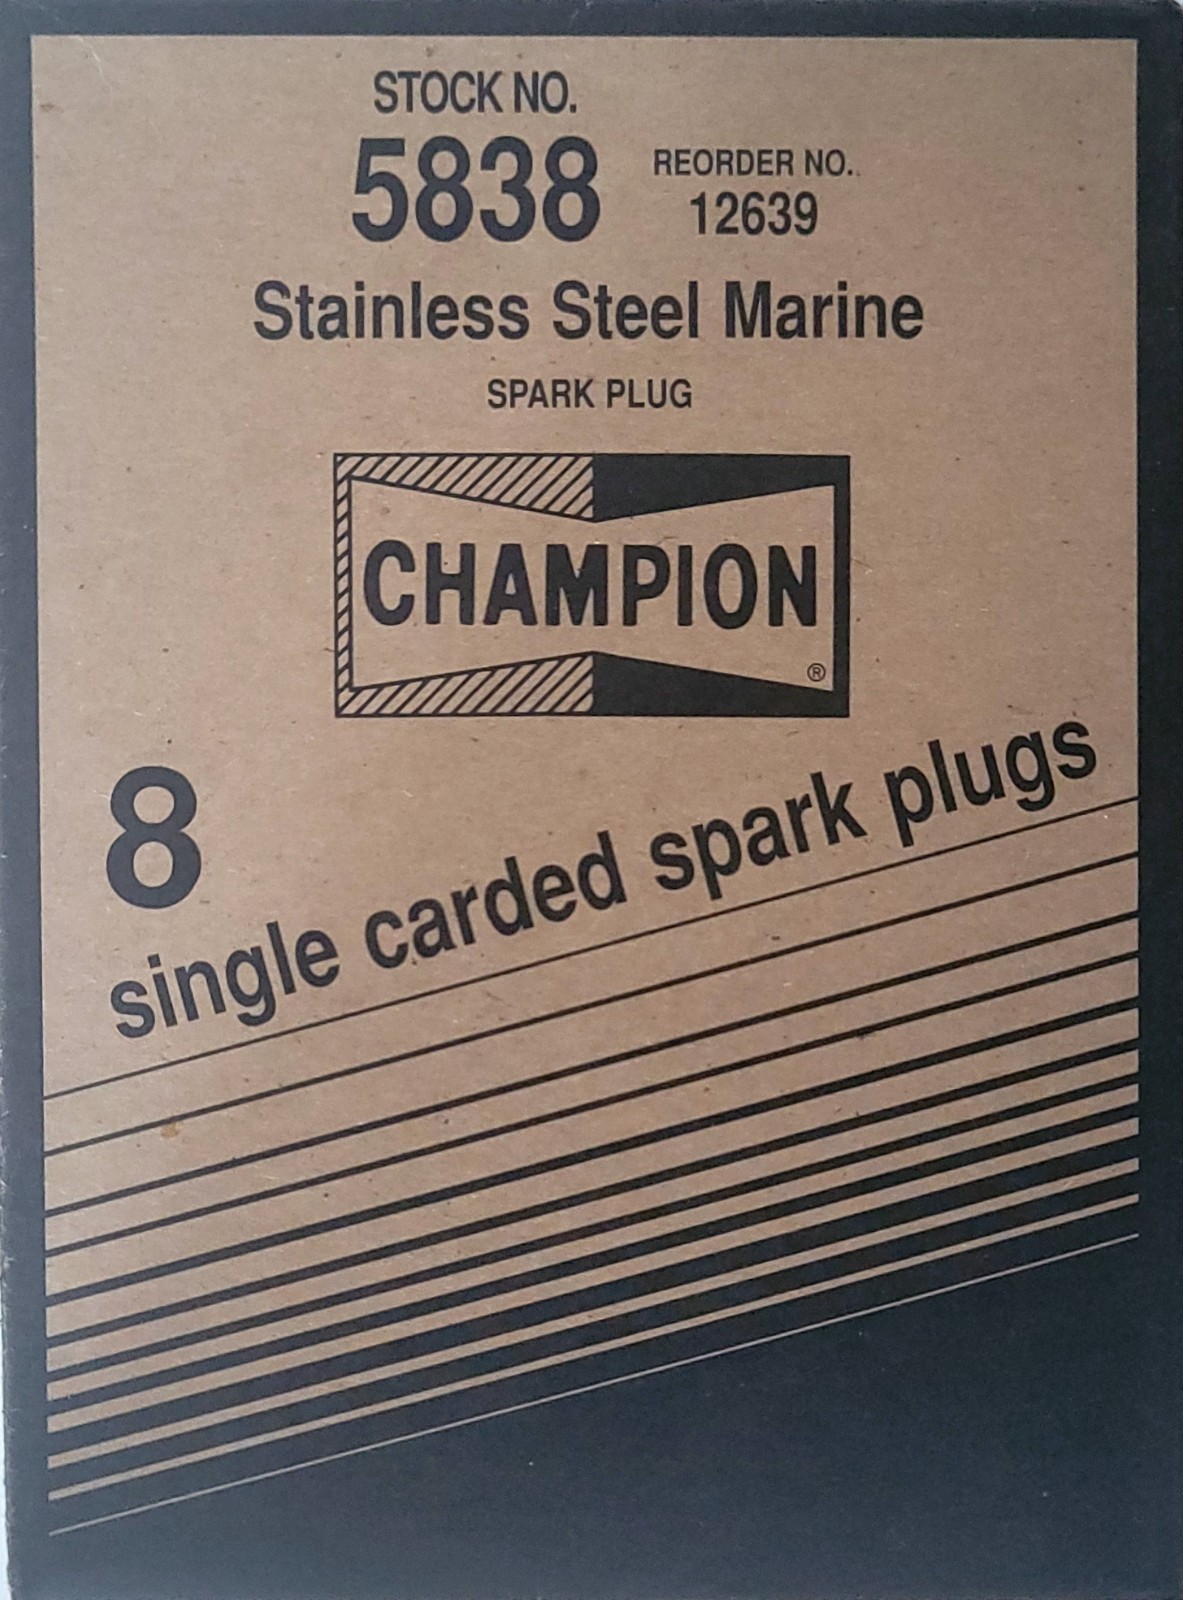 STOCK NO.
5838
REORDER NO.
12639
Stainless Steel Marine
SPARK PLUG
CHAMPION
®
8
single carded spark plugs